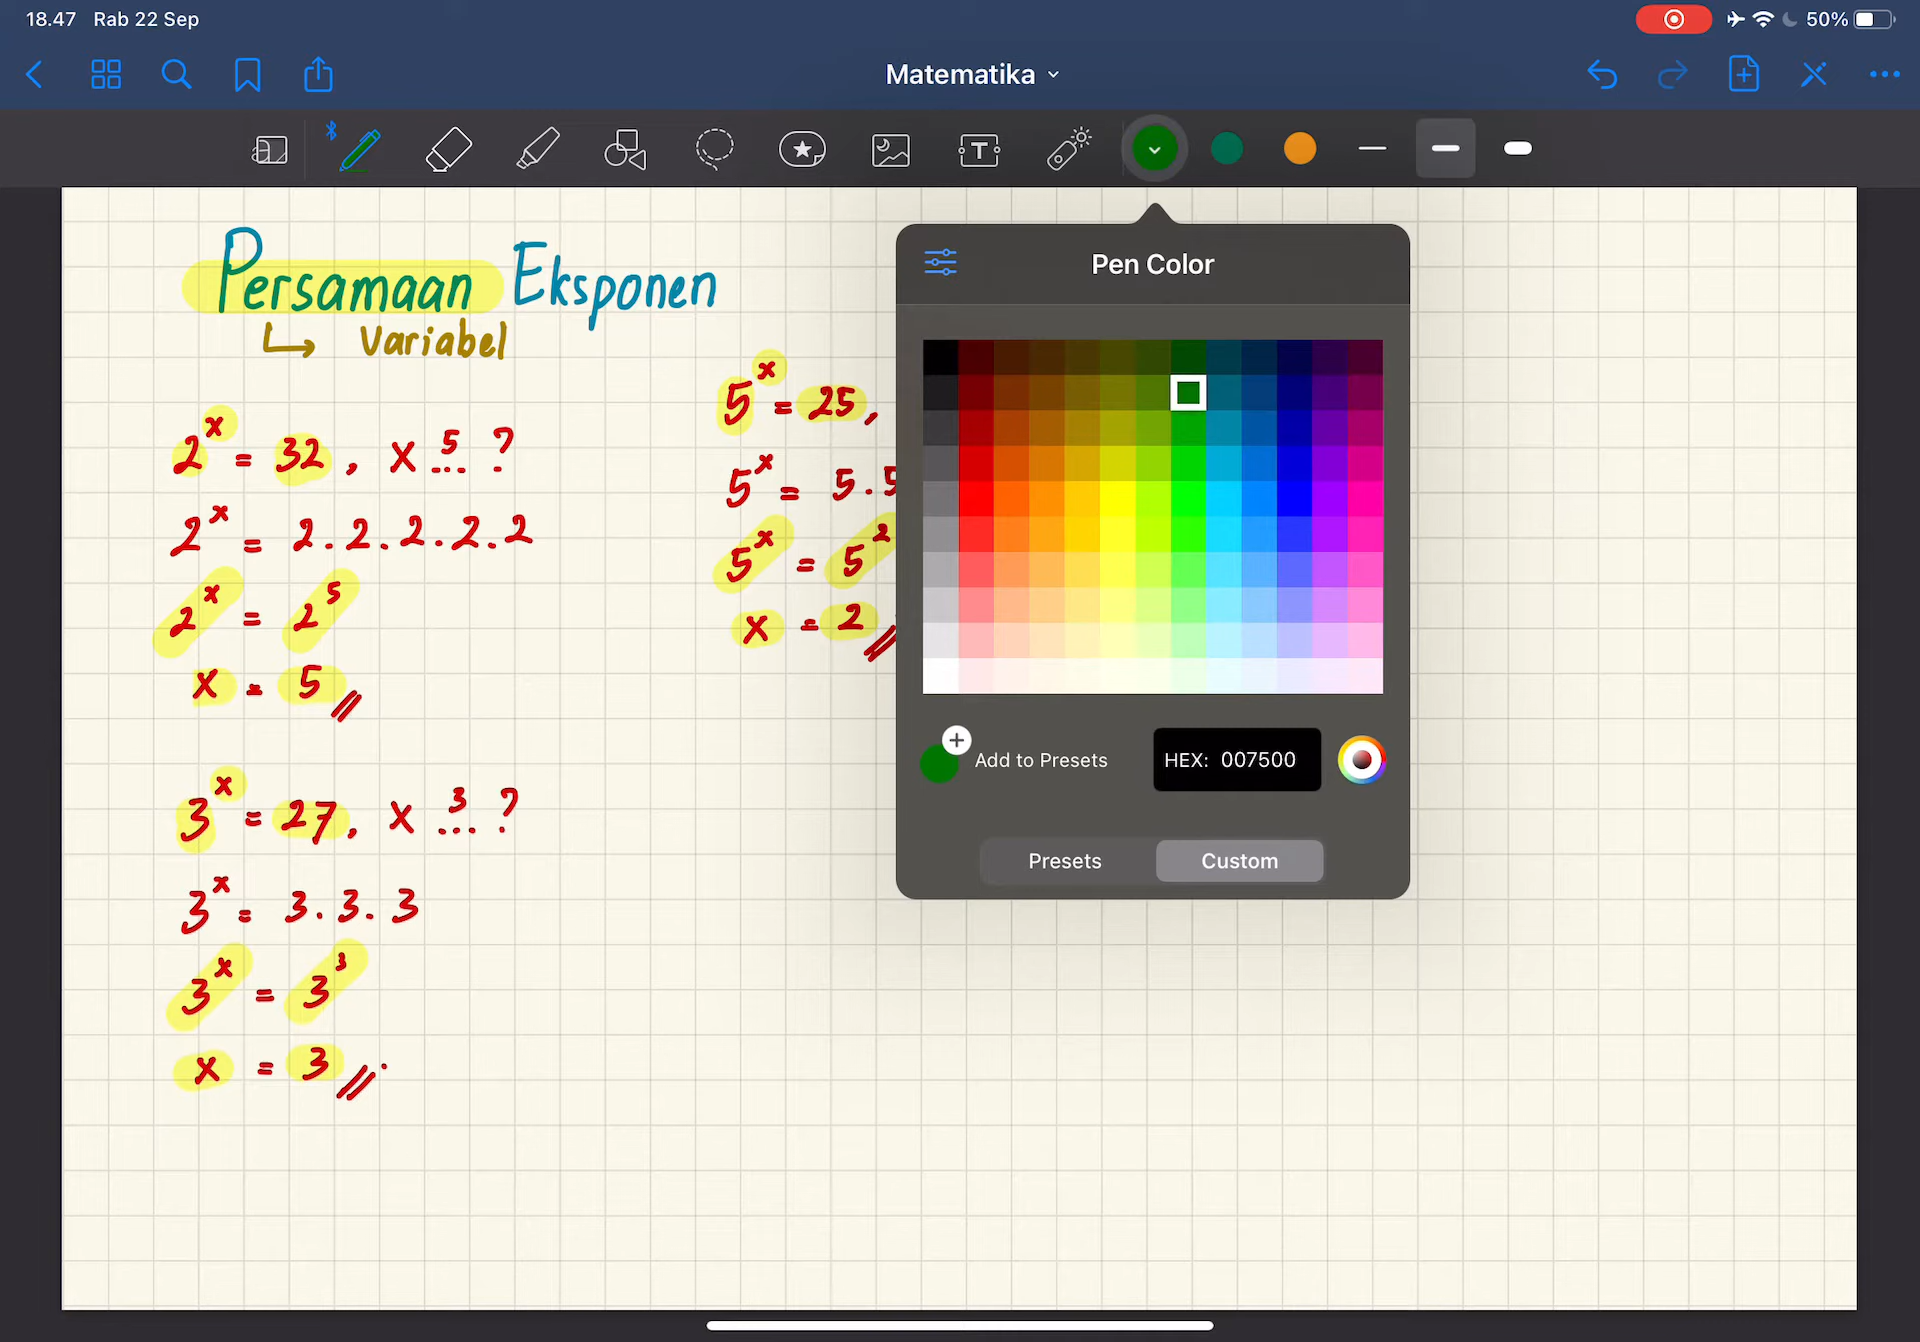 18.47 Rab 22 Sep
50%
Matematika
T
Persamaan Eksponen
↳ Variabel
2ˣ = 32, x ... 5 ?
2ˣ = 2.2.2.2.2
2ˣ = 2⁵
x = 5 //
3ˣ = 27, x ... 3 ?
3ˣ = 3.3.3
3ˣ = 3³
x = 3 //
5ˣ = 25,
5ˣ = 5.5
5ˣ = 5²
x = 2 //
Pen Color
Add to Presets
HEX: 007500
Presets Custom